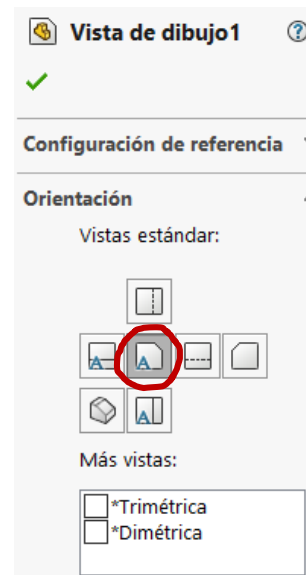 Vista de dibujo1
Configuración de referencia
Orientación
Vistas estándar:
A A
A
Más vistas:
*Trimétrica
*Dimétrica